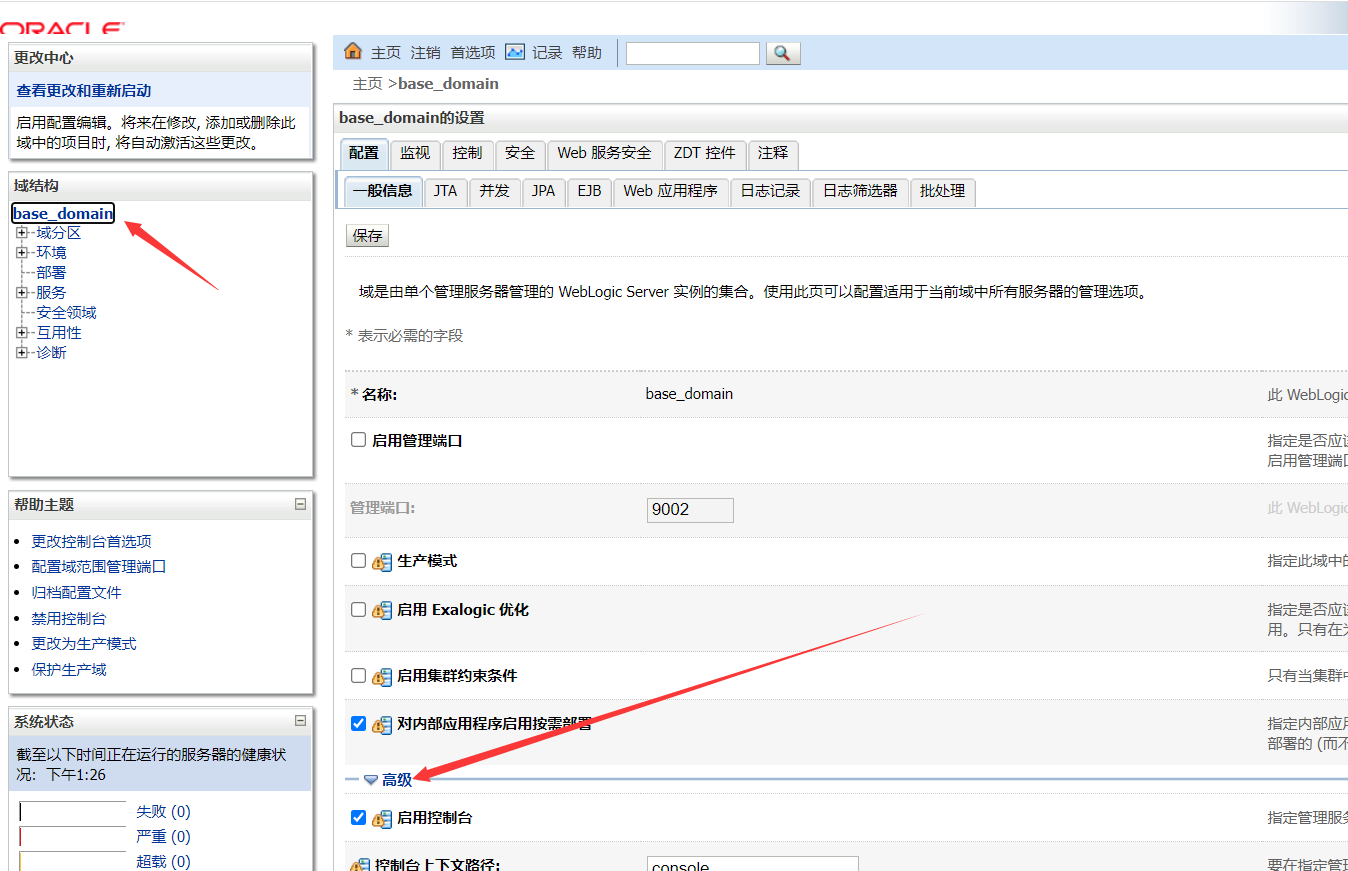 ORACLE
更改中心
查看更改和重新启动
启用配置编辑。将来在修改, 添加或删除此
域中的项目时, 将自动激活这些更改。
域结构
base_domain
域分区
环境
部署
服务
安全领域
互用性
诊断
帮助主题
更改控制台首选项
配置域范围管理端口
归档配置文件
禁用控制台
更改为生产模式
保护生产域
系统状态
截至以下时间正在运行的服务器的健康状
况: 下午1:26
失败 (0)
严重 (0)
超载 (0)
主页 注销 首选项 记录 帮助
主页 >base_domain
base_domain的设置
配置 监视 控制 安全 Web 服务安全 ZDT 控件 注释
一般信息 JTA 并发 JPA EJB Web 应用程序 日志记录 日志筛选器 批处理
保存
域是由单个管理服务器管理的 WebLogic Server 实例的集合。使用此页可以配置适用于当前域中所有服务器的管理选项。
* 表示必需的字段
* 名称: base_domain 此 WebLogic
启用管理端口 指定是否应该
启用管理端口
管理端口: 9002 此 WebLogic
生产模式 指定此域中的
启用 Exalogic 优化 指定是否应该
用。只有在为
启用集群约束条件 只有当集群中
对内部应用程序启用按需部署 指定内部应用
部署的 (而不
高级
启用控制台 指定管理服务
控制台上下文路径: console 要在指定管理